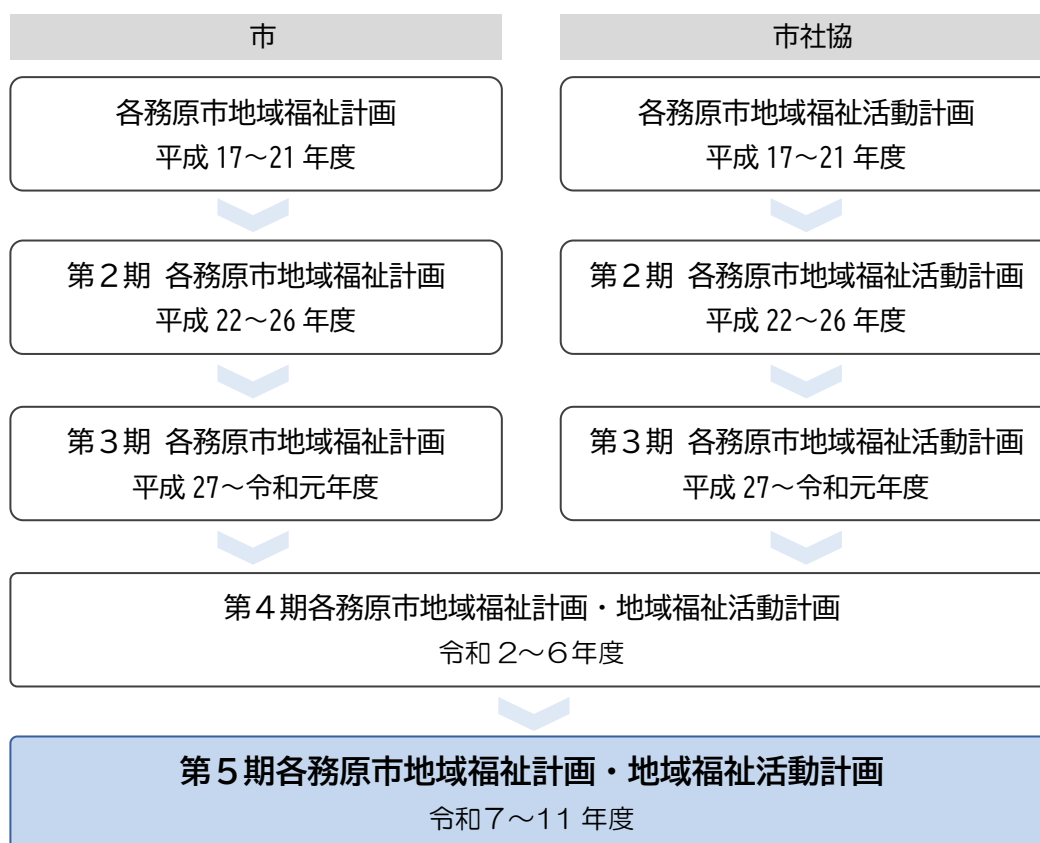 市
市社協
各務原市地域福祉計画
平成 17～21 年度
各務原市地域福祉活動計画
平成 17～21 年度
第２期 各務原市地域福祉計画
平成 22～26 年度
第２期 各務原市地域福祉活動計画
平成 22～26 年度
第３期 各務原市地域福祉計画
平成 27～令和元年度
第３期 各務原市地域福祉活動計画
平成 27～令和元年度
第４期各務原市地域福祉計画・地域福祉活動計画
令和２～６年度
第５期各務原市地域福祉計画・地域福祉活動計画
令和７～11 年度